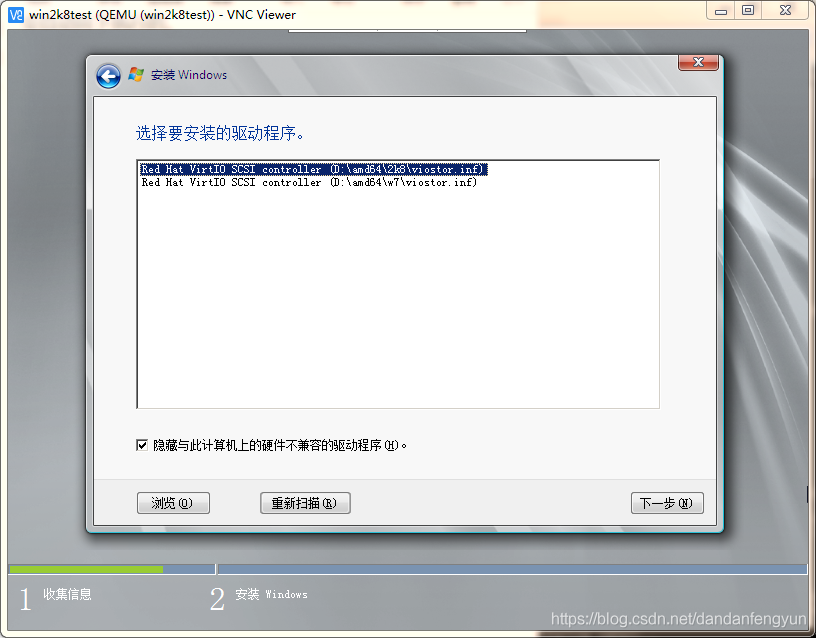 win2k8test (QEMU (win2k8test)) - VNC Viewer
安装 Windows
选择要安装的驱动程序。
Red Hat VirtIO SCSI controller (D:\amd64\2k8\viostor.inf)
Red Hat VirtIO SCSI controller (D:\amd64\w7\viostor.inf)
隐藏与此计算机上的硬件不兼容的驱动程序(H)。
浏览(O)
重新扫描(R)
下一步(N)
1 收集信息
2 安装 Windows
https://blog.csdn.net/dandanfengyun